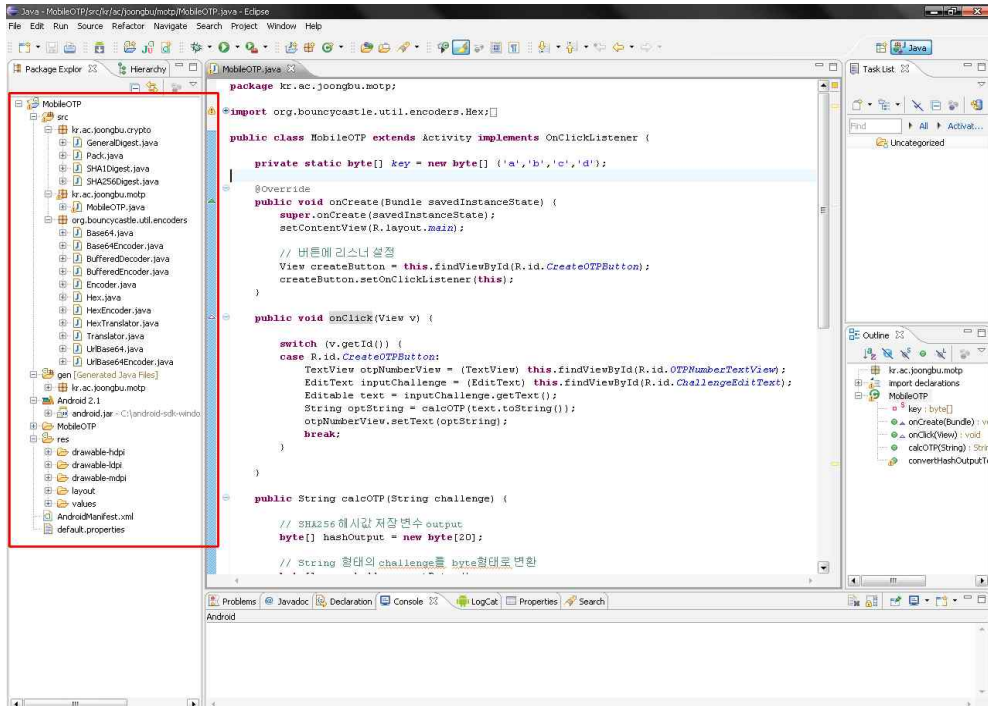 Java - MobileOTP/src/kr/ac/joongbu/motp/MobileOTP.java - Eclipse
File Edit Run Source Refactor Navigate Search Project Window Help
Java
Package Explor
Hierarchy
MobileOTP
src
kr.ac.joongbu.crypto
GeneralDigest.java
Pack.java
SHA1Digest.java
SHA256Digest.java
kr.ac.joongbu.motp
MobileOTP.java
org.bouncycastle.util.encoders
Base64.java
Base64Encoder.java
BufferedDecoder.java
BufferedEncoder.java
Encoder.java
Hex.java
HexEncoder.java
HexTranslator.java
Translator.java
UrlBase64.java
UrlBase64Encoder.java
gen [Generated Java Files]
kr.ac.joongbu.motp
Android 2.1
android.jar - C:\android-sdk-windo
MobileOTP
res
drawable-hdpi
drawable-ldpi
drawable-mdpi
layout
values
AndroidManifest.xml
default.properties
MobileOTP.java
package kr.ac.joongbu.motp;
import org.bouncycastle.util.encoders.Hex;
public class MobileOTP extends Activity implements OnClickListener {
private static byte[] key = new byte[] {'a','b','c','d'};
@Override
public void onCreate(Bundle savedInstanceState) {
super.onCreate(savedInstanceState);
setContentView(R.layout.main);
// 버튼에 리스너 설정
View createButton = this.findViewById(R.id.CreateOTPButton);
createButton.setOnClickListener(this);
}
public void onClick(View v) {
switch (v.getId()) {
case R.id.CreateOTPButton:
TextView otpNumberView = (TextView) this.findViewById(R.id.OTPNumberTextView);
EditText inputChallenge = (EditText) this.findViewById(R.id.ChallengeEditText);
Editable text = inputChallenge.getText();
String optString = calcOTP(text.toString());
otpNumberView.setText(optString);
break;
}
}
public String calcOTP(String challenge) {
// SHA256 해시값 저장 변수 output
byte[] hashOutput = new byte[20];
// String 형태의 challenge를 byte형태로 변환
Problems @ Javadoc Declaration Console LogCat Properties Search
Android
Task List
Find All Activat...
Uncategorized
Outline
kr.ac.joongbu.motp
import declarations
MobileOTP
key : byte[]
onCreate(Bundle) : v
onClick(View) : void
calcOTP(String) : Strin
convertHashOutputT